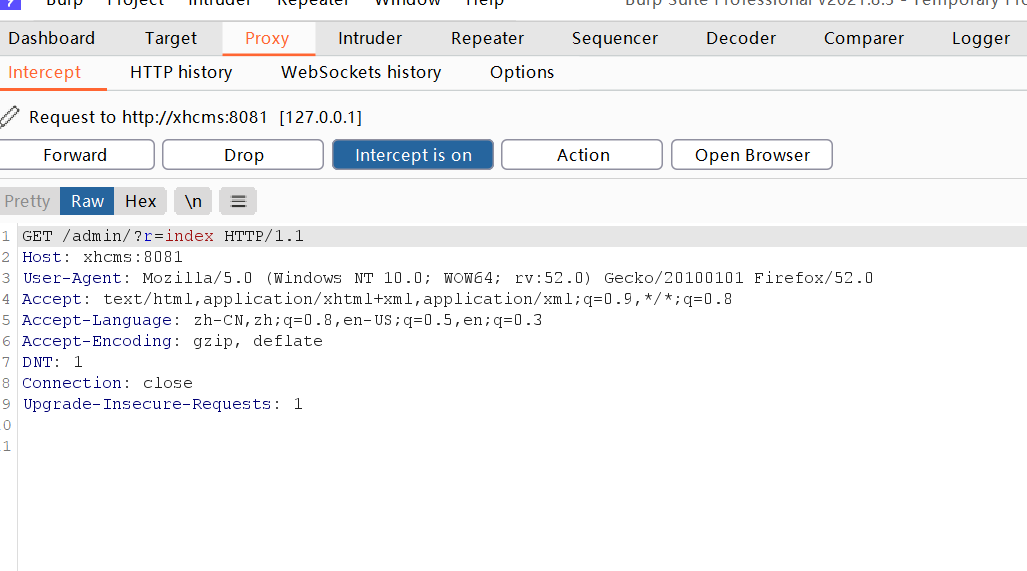 Burp Project Intruder Repeater Window Help Burp Suite Professional v2021.8.3 - Temporary Pro
Dashboard Target Proxy Intruder Repeater Sequencer Decoder Comparer Logger
Intercept HTTP history WebSockets history Options
Request to http://xhcms:8081 [127.0.0.1]
Forward Drop Intercept is on Action Open Browser
Pretty Raw Hex \n
1 GET /admin/?r=index HTTP/1.1
2 Host: xhcms:8081
3 User-Agent: Mozilla/5.0 (Windows NT 10.0; WOW64; rv:52.0) Gecko/20100101 Firefox/52.0
4 Accept: text/html,application/xhtml+xml,application/xml;q=0.9,*/*;q=0.8
5 Accept-Language: zh-CN,zh;q=0.8,en-US;q=0.5,en;q=0.3
6 Accept-Encoding: gzip, deflate
7 DNT: 1
8 Connection: close
9 Upgrade-Insecure-Requests: 1
0
1